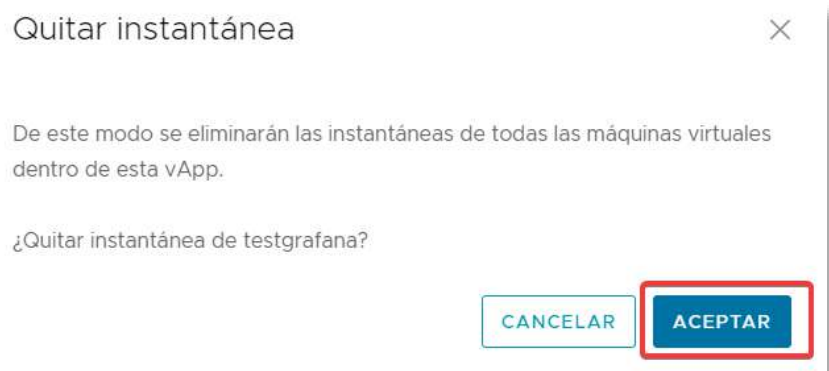 Quitar instantánea
De este modo se eliminarán las instantáneas de todas las máquinas virtuales
dentro de esta vApp.
¿Quitar instantánea de testgrafana?
CANCELAR
ACEPTAR